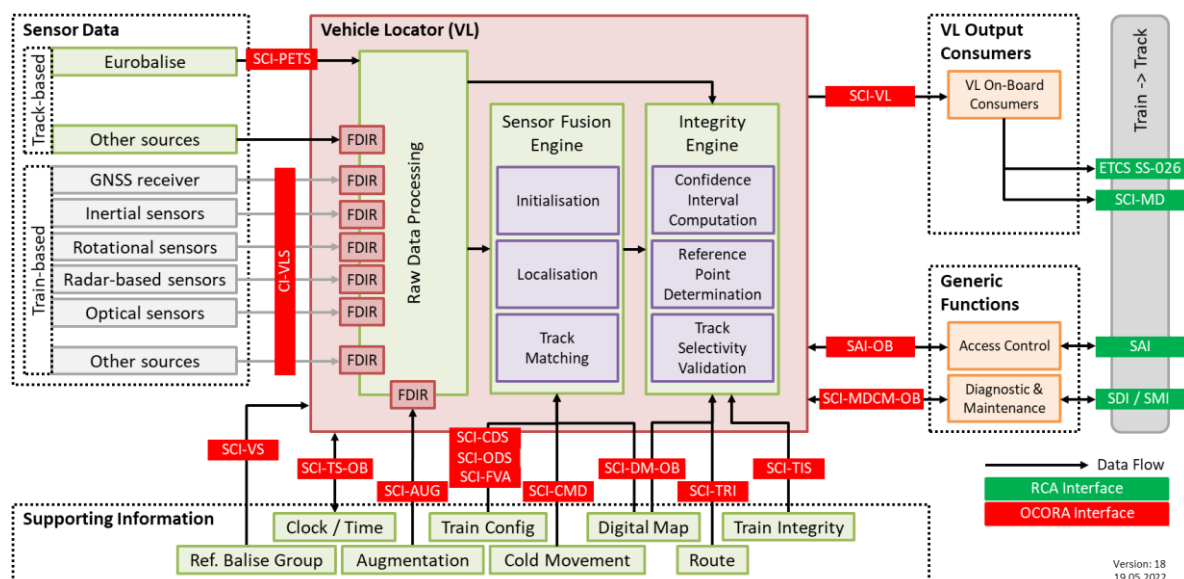 Sensor Data
Track-based
Eurobalise
Other sources
Train-based
GNSS receiver
Inertial sensors
Rotational sensors
Radar-based sensors
Optical sensors
Other sources
SCI-PETS
CI-VLS
Vehicle Locator (VL)
FDIR
FDIR
FDIR
FDIR
FDIR
FDIR
FDIR
FDIR
Raw Data Processing
Sensor Fusion
Engine
Initialisation
Localisation
Track
Matching
Integrity
Engine
Confidence
Interval
Computation
Reference
Point
Determination
Track
Selectivity
Validation
SCI-VL
SAI-OB
SCI-MDCM-OB
VL Output
Consumers
VL On-Board
Consumers
Generic
Functions
Access Control
Diagnostic &
Maintenance
Train -> Track
ETCS SS-026
SCI-MD
SAI
SDI / SMI
SCI-VS
SCI-TS-OB
SCI-AUG
SCI-CDS
SCI-ODS
SCI-FVA
SCI-CMD
SCI-DM-OB
SCI-TRI
SCI-TIS
Data Flow
RCA Interface
OCORA Interface
Supporting Information
Clock / Time
Train Config
Digital Map
Train Integrity
Ref. Balise Group
Augmentation
Cold Movement
Route
Version: 18
19.05.2022